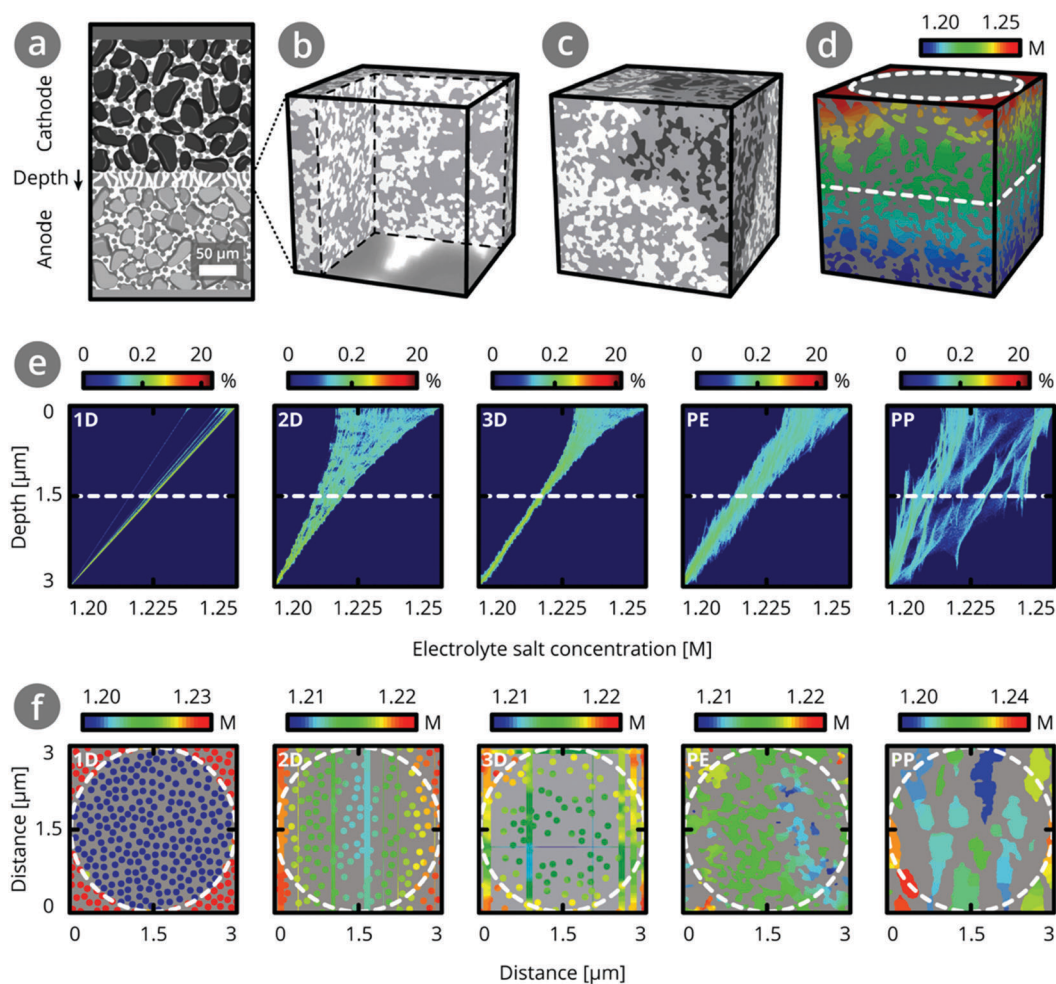 a b c d
1.20 1.25 M
Cathode
Depth
Anode
50 µm
e
0 0.2 20 % 0 0.2 20 % 0 0.2 20 % 0 0.2 20 % 0 0.2 20 %
1D 2D 3D PE PP
Depth [µm]
0
1.5
3
1.20 1.225 1.25 1.20 1.225 1.25 1.20 1.225 1.25 1.20 1.225 1.25 1.20 1.225 1.25
Electrolyte salt concentration [M]
f
1.20 1.23 M 1.21 1.22 M 1.21 1.22 M 1.21 1.22 M 1.20 1.24 M
1D 2D 3D PE PP
Distance [µm]
3
1.5
0
0 1.5 3 0 1.5 3 0 1.5 3 0 1.5 3 0 1.5 3
Distance [µm]